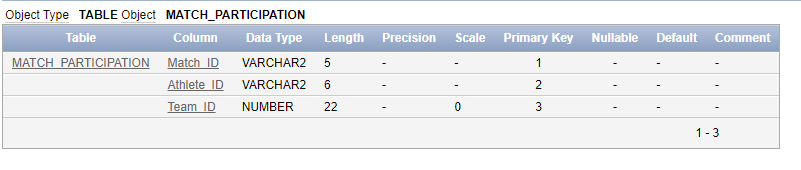 Object Type TABLE Object MATCH_PARTICIPATION
Table Column Data Type Length Precision Scale Primary Key Nullable Default Comment
MATCH_PARTICIPATION Match_ID VARCHAR2 5 - - 1 - - -
Athlete_ID VARCHAR2 6 - - 2 - - -
Team_ID NUMBER 22 - 0 3 - - -
1 - 3